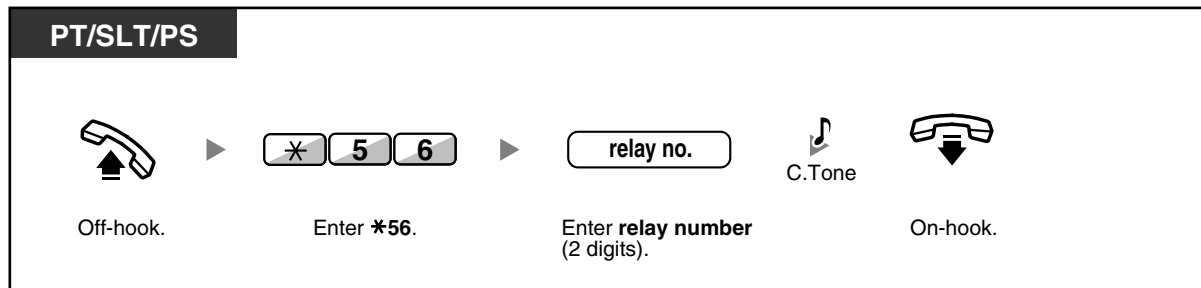 PT/SLT/PS
✳ 5 6
relay no.
C.Tone
Off-hook.
Enter ✳56.
Enter relay number
(2 digits).
On-hook.